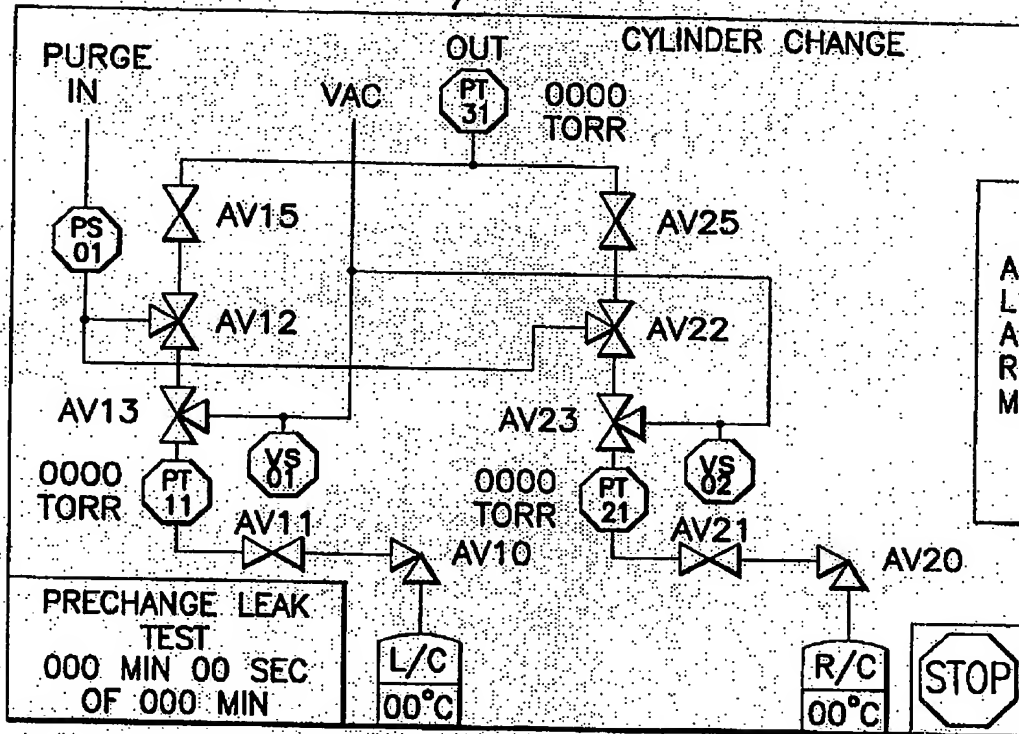 CYLINDER CHANGE
PURGE
IN
VAC
OUT
PT
31
0000
TORR
PS
01
AV15
AV25
AV12
AV22
AV13
AV23
VS
01
VS
02
0000
TORR
PT
11
0000
TORR
PT
21
AV11
AV10
AV21
AV20
A
L
A
R
M
PRECHANGE LEAK
TEST
000 MIN 00 SEC
OF 000 MIN
L/C
00°C
R/C
00°C
STOP